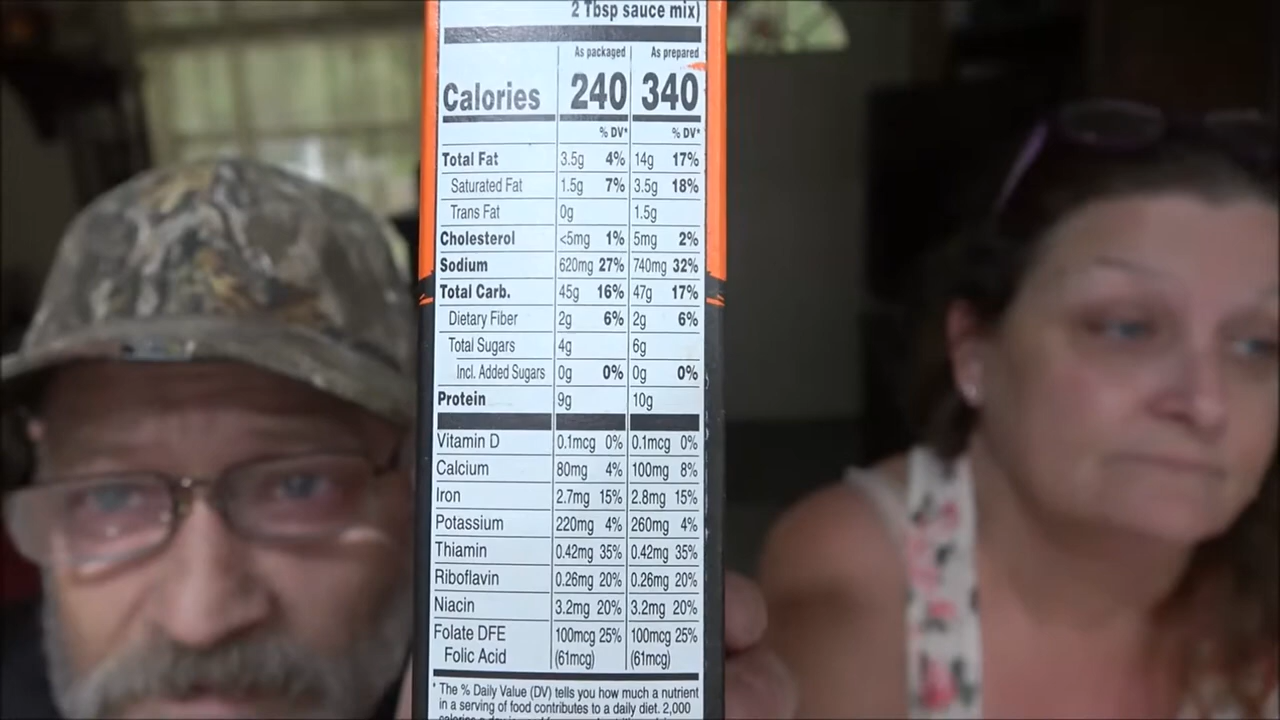 2 Tbsp sauce mix)
As packaged As prepared
Calories 240 340
% DV* % DV*
Total Fat 3.5g 4% 14g 17%
Saturated Fat 1.5g 7% 3.5g 18%
Trans Fat 0g 1.5g
Cholesterol <5mg 1% 5mg 2%
Sodium 620mg 27% 740mg 32%
Total Carb. 45g 16% 47g 17%
Dietary Fiber 2g 6% 2g 6%
Total Sugars 4g 6g
Incl. Added Sugars 0g 0% 0g 0%
Protein 9g 10g
Vitamin D 0.1mcg 0% 0.1mcg 0%
Calcium 80mg 4% 100mg 8%
Iron 2.7mg 15% 2.8mg 15%
Potassium 220mg 4% 260mg 4%
Thiamin 0.42mg 35% 0.42mg 35%
Riboflavin 0.26mg 20% 0.26mg 20%
Niacin 3.2mg 20% 3.2mg 20%
Folate DFE 100mcg 25% 100mcg 25%
Folic Acid (61mcg) (61mcg)
* The % Daily Value (DV) tells you how much a nutrient
in a serving of food contributes to a daily diet. 2,000